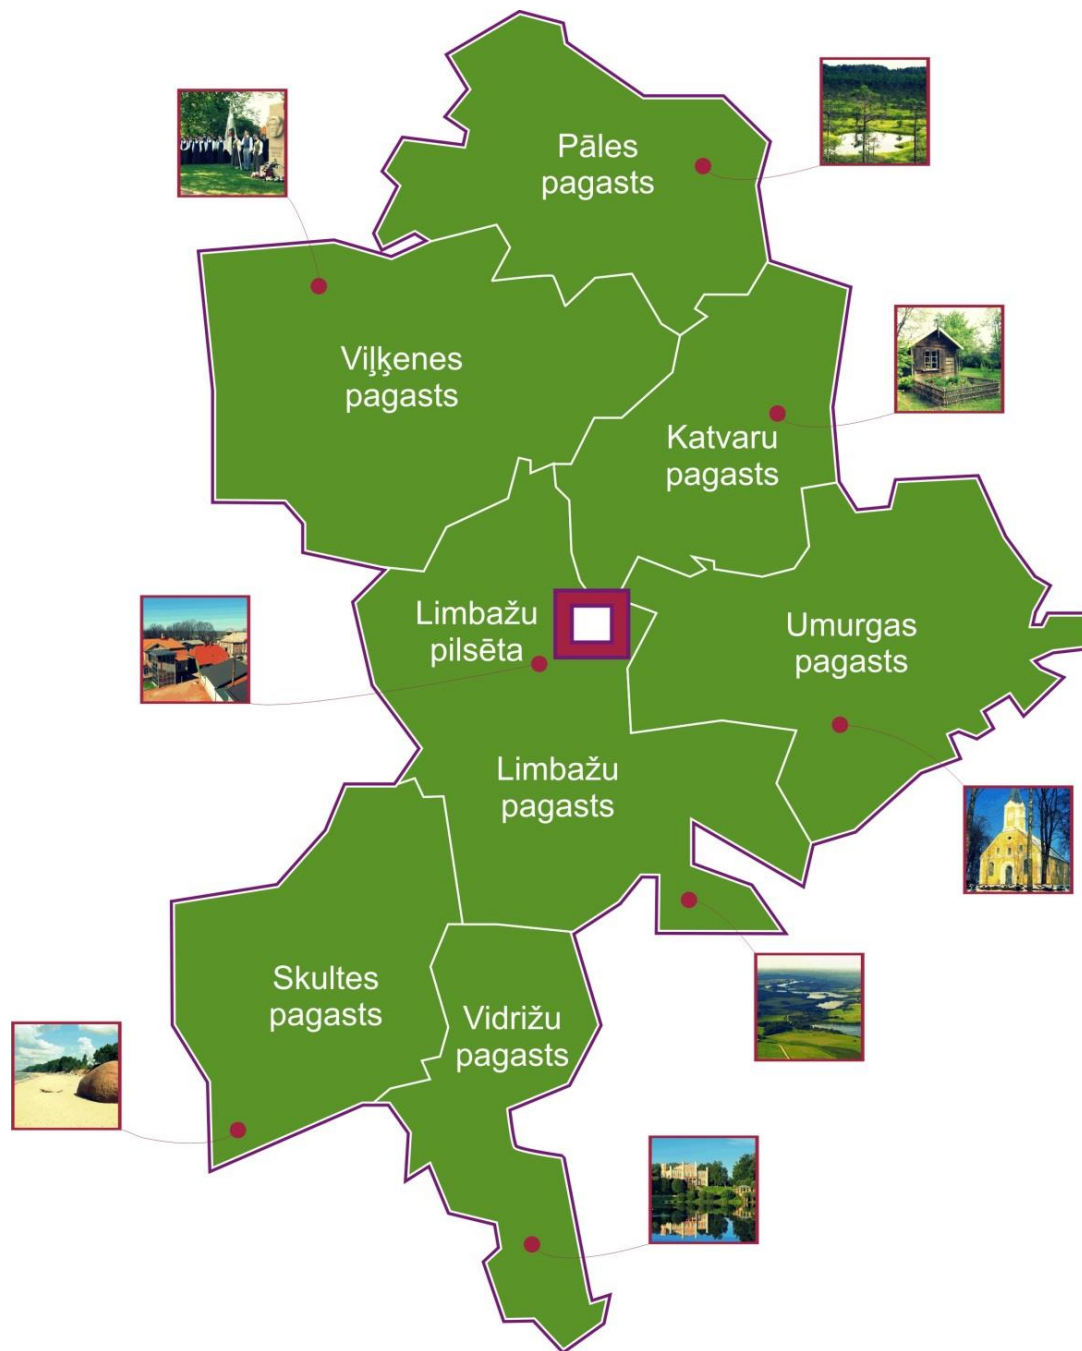 Pāles
pagasts
Viļķenes
pagasts
Katvaru
pagasts
Limbažu
pilsēta
Umurgas
pagasts
Limbažu
pagasts
Skultes
pagasts
Vidrižu
pagasts